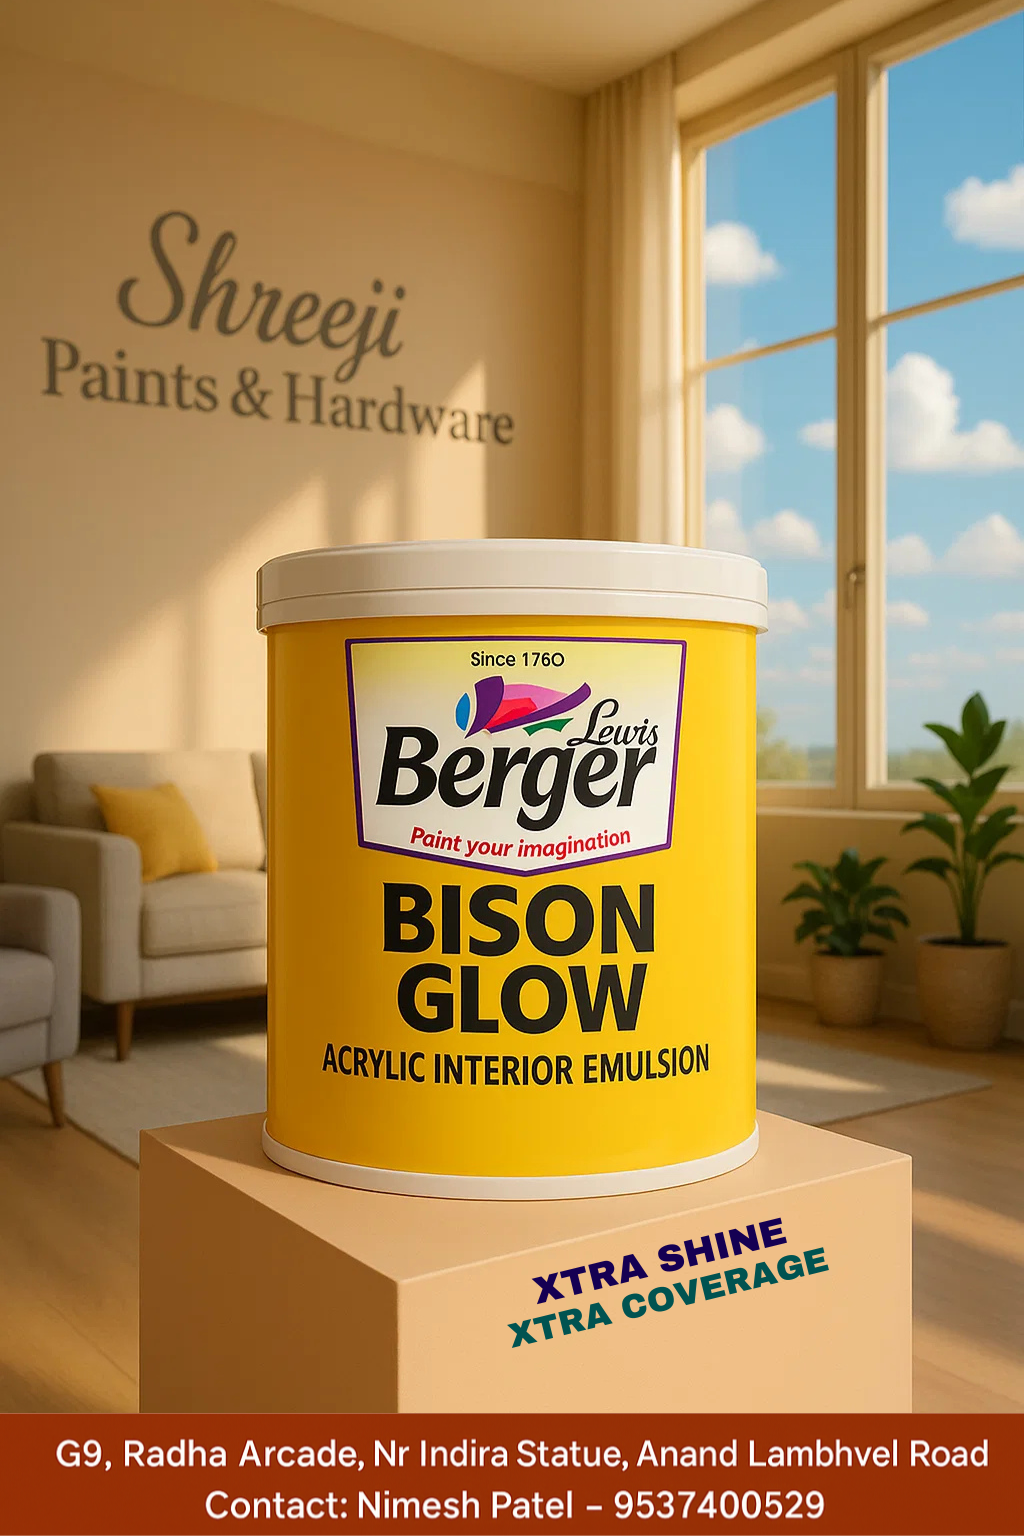 Shreeji
Paints & Hardware
Since 1760
Lewis
Berger
Paint your imagination
BISON
GLOW
ACRYLIC INTERIOR EMULSION
XTRA SHINE
XTRA COVERAGE
G9, Radha Arcade, Nr Indira Statue, Anand Lambhvel Road
Contact: Nimesh Patel – 9537400529